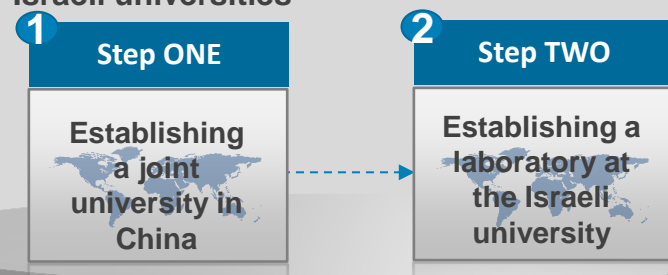 Israeli universities
1
Step ONE
Establishing
a joint
university in
China
2
Step TWO
Establishing a
laboratory at
the Israeli
university